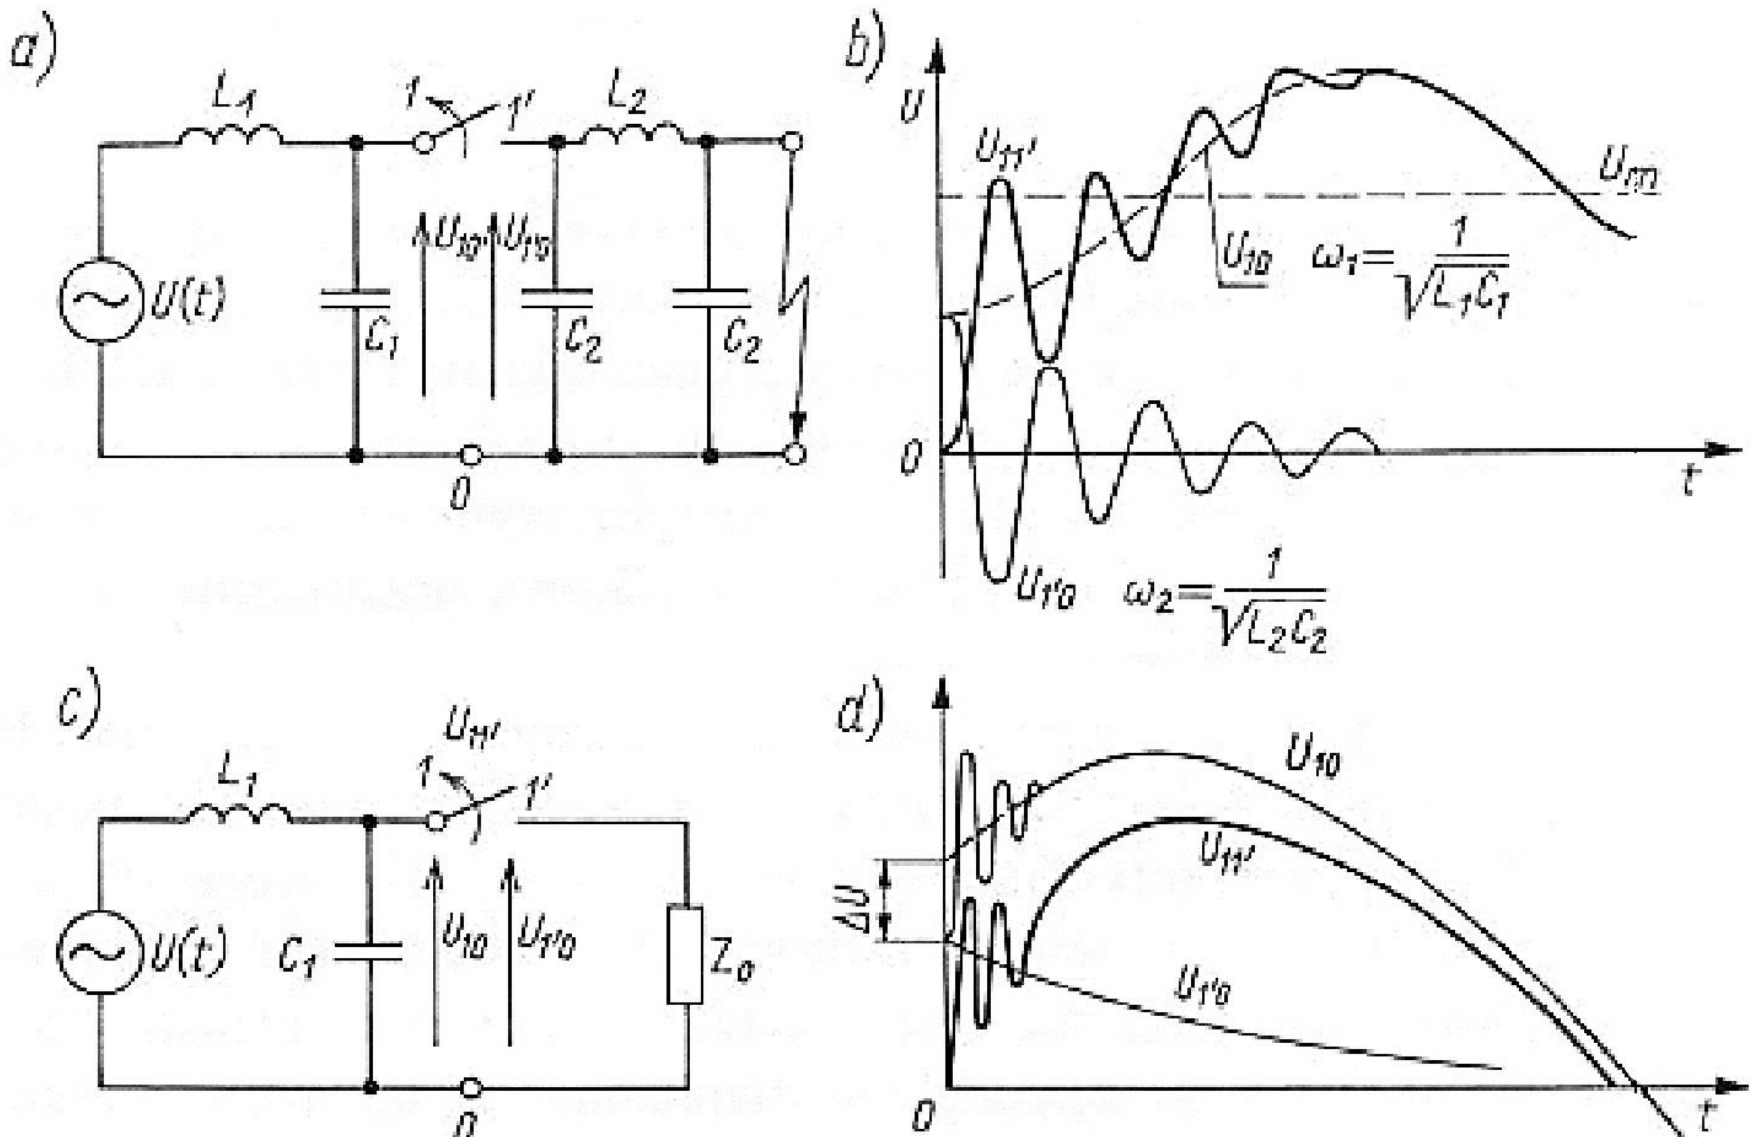 a)
L₁
1
1'
L₂
U(t)
C₁
U₁₀
U₁'₀
C₂
C₂
0
b)
U
U₁₁'
Uₘ
U₁₀
ω₁=1/√L₁C₁
0
t
U₁'₀
ω₂=1/√L₂C₂
c)
U₁₁'
L₁
1
1'
U(t)
C₁
U₁₀
U₁'₀
Z₀
0
d)
U₁₀
U₁₁'
ΔU
U₁'₀
0
t